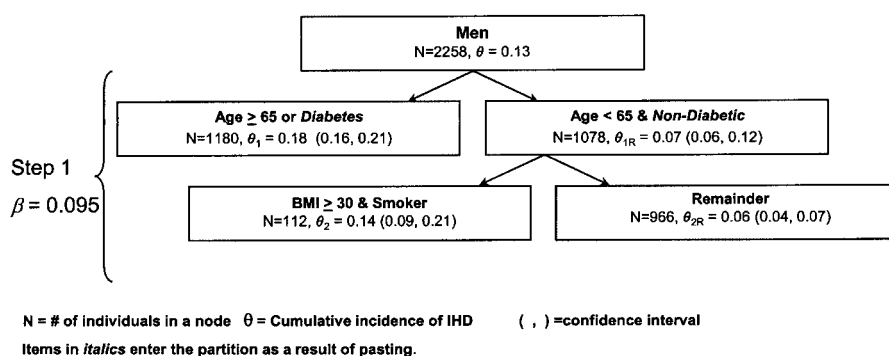 Men
N=2258, θ = 0.13
Age ≥ 65 or Diabetes
N=1180, θ1 = 0.18 (0.16, 0.21)
Age < 65 & Non-Diabetic
N=1078, θ1R = 0.07 (0.06, 0.12)
Step 1
β = 0.095
BMI ≥ 30 & Smoker
N=112, θ2 = 0.14 (0.09, 0.21)
Remainder
N=966, θ2R = 0.06 (0.04, 0.07)
N = # of individuals in a node θ = Cumulative incidence of IHD ( , ) =confidence interval
Items in italics enter the partition as a result of pasting.